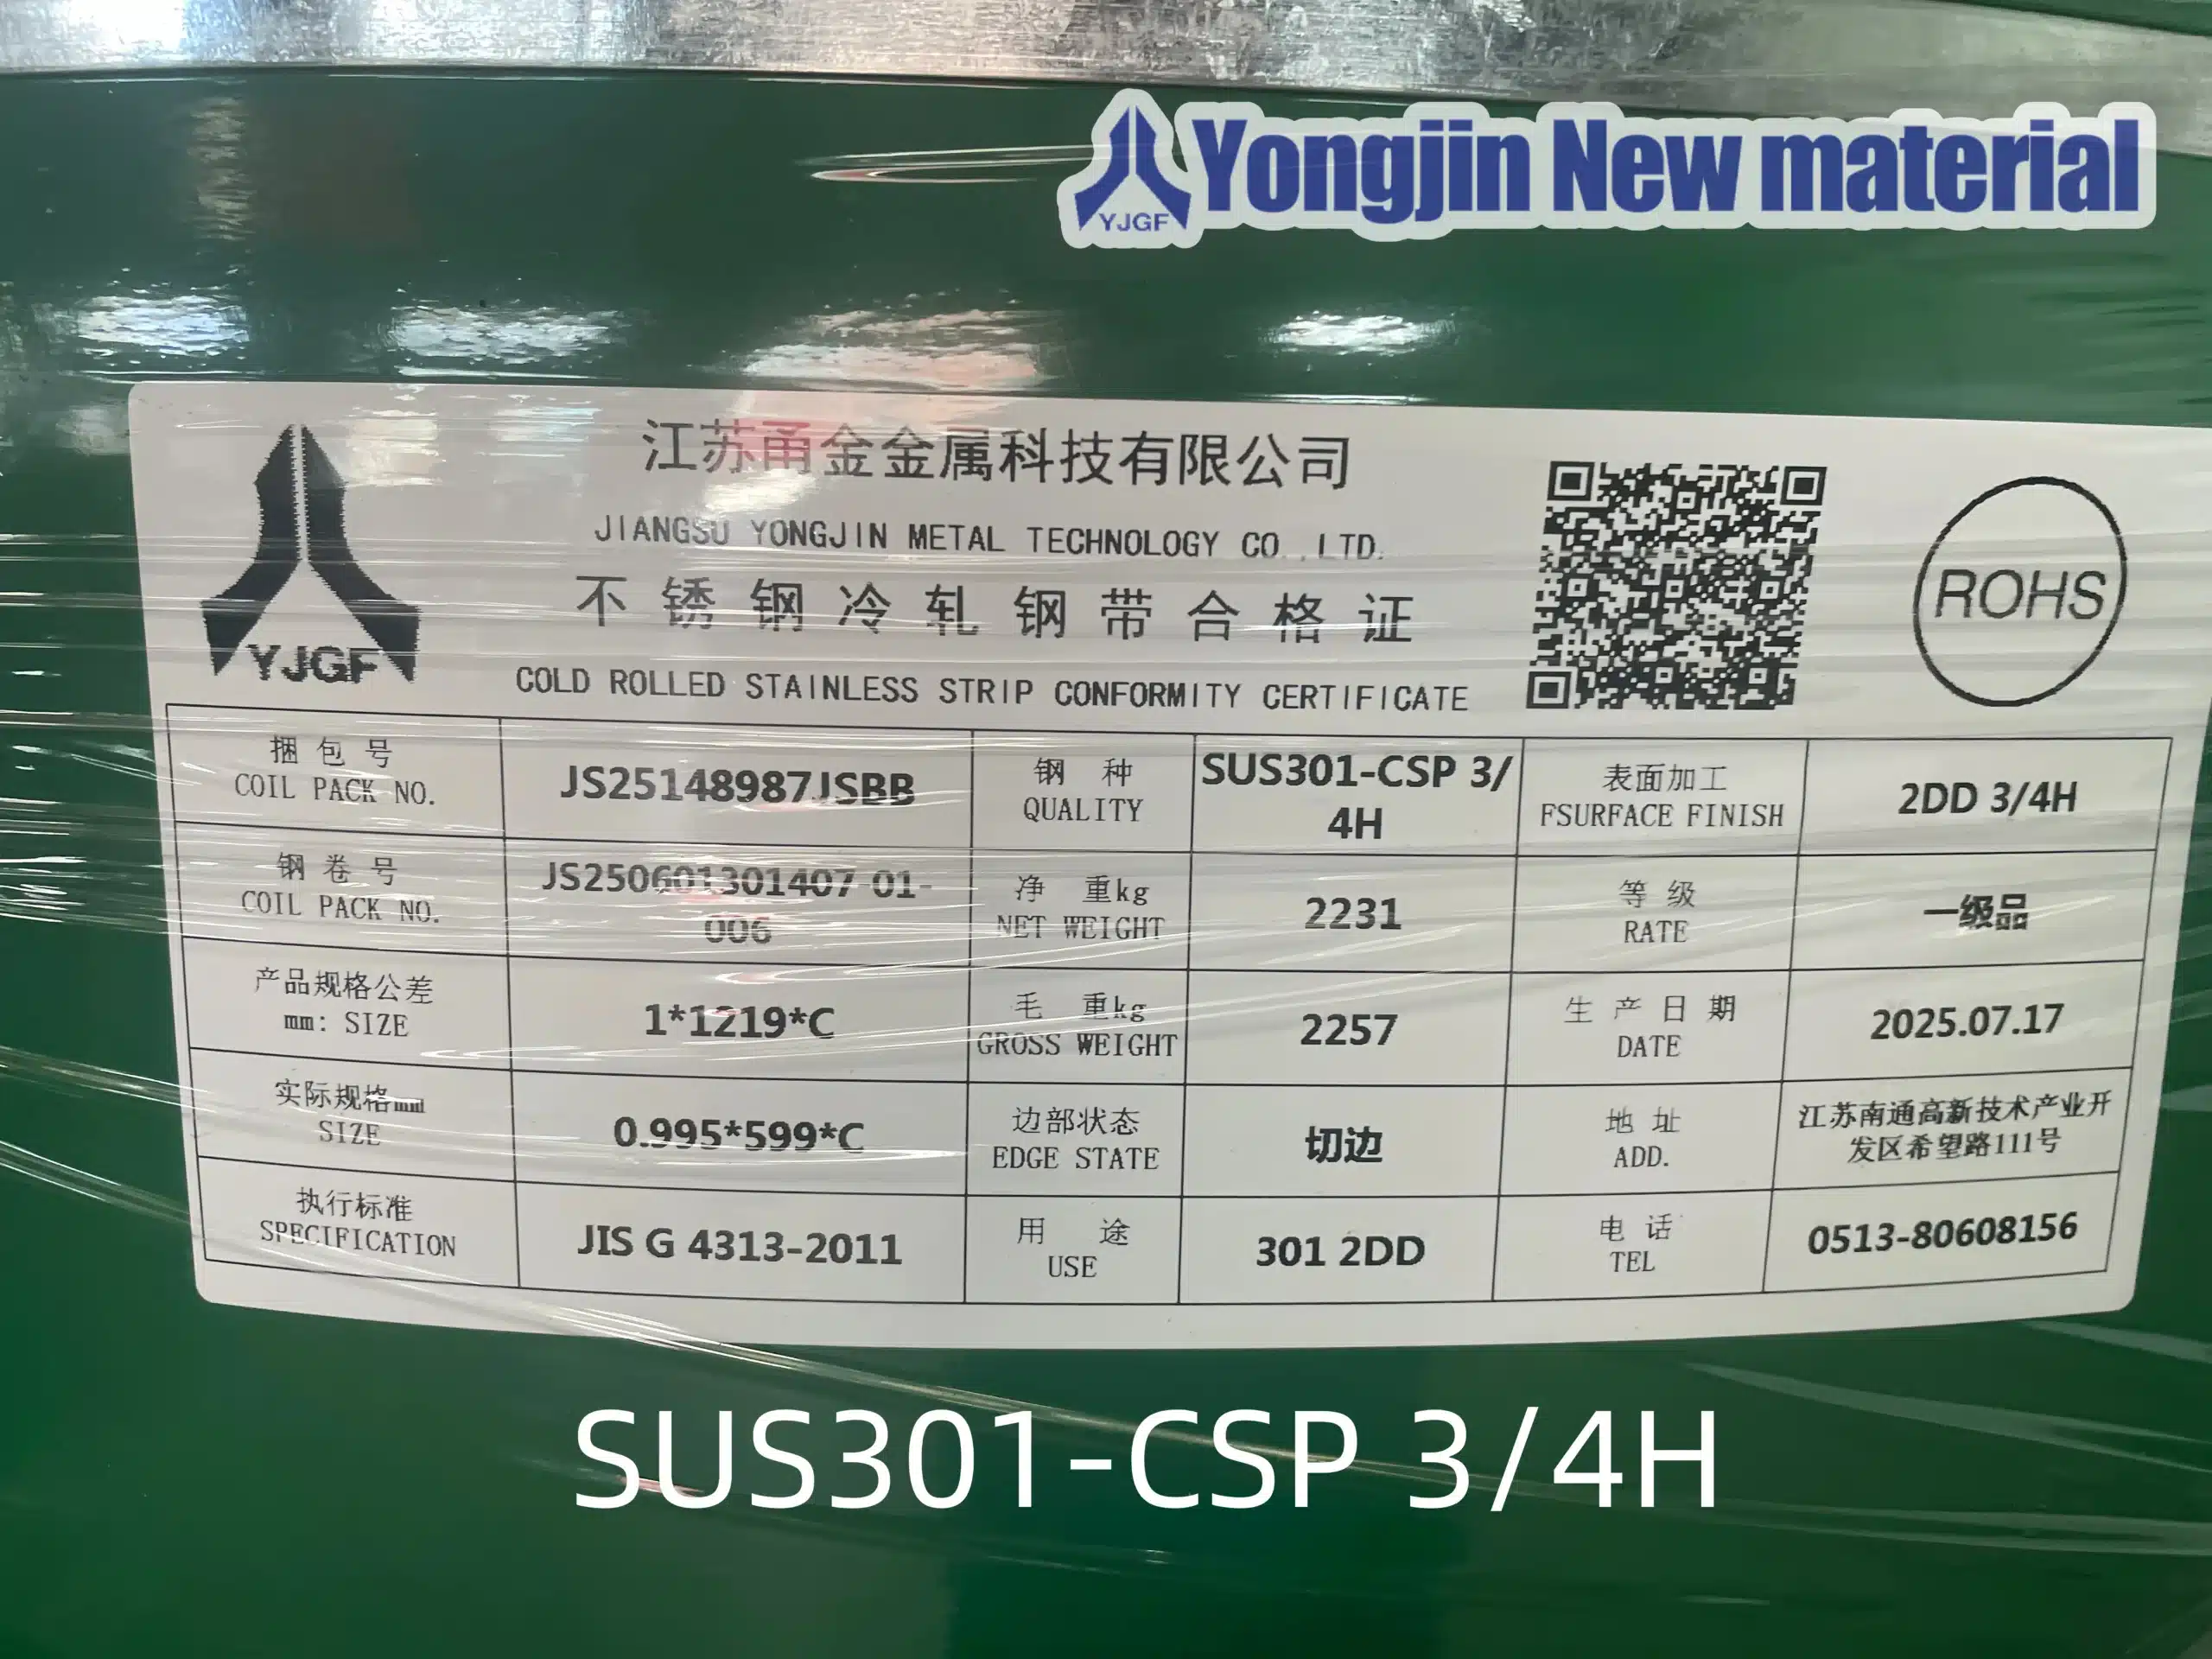 YJGF Yongjin New material
江苏甬金金属科技有限公司
JIANGSU YONGJIN METAL TECHNOLOGY CO.,LTD.
不锈钢冷轧钢带合格证
COLD ROLLED STAINLESS STRIP CONFORMITY CERTIFICATE
YJGF
ROHS
捆包号
COIL PACK NO.
JS25148987JSBB
钢种
QUALITY
SUS301-CSP 3/
4H
表面加工
FSURFACE FINISH
2DD 3/4H
钢卷号
COIL PACK NO.
JS250601301407 01-
006
净重kg
NET WEIGHT
2231
等级
RATE
一级品
产品规格公差
mm: SIZE
1*1219*C
毛重kg
GROSS WEIGHT
2257
生产日期
DATE
2025.07.17
实际规格mm
SIZE
0.995*599*C
边部状态
EDGE STATE
切边
地址
ADD.
江苏南通高新技术产业开
发区希望路111号
执行标准
SPECIFICATION
JIS G 4313-2011
用途
USE
301 2DD
电话
TEL
0513-80608156
SUS301-CSP 3/4H